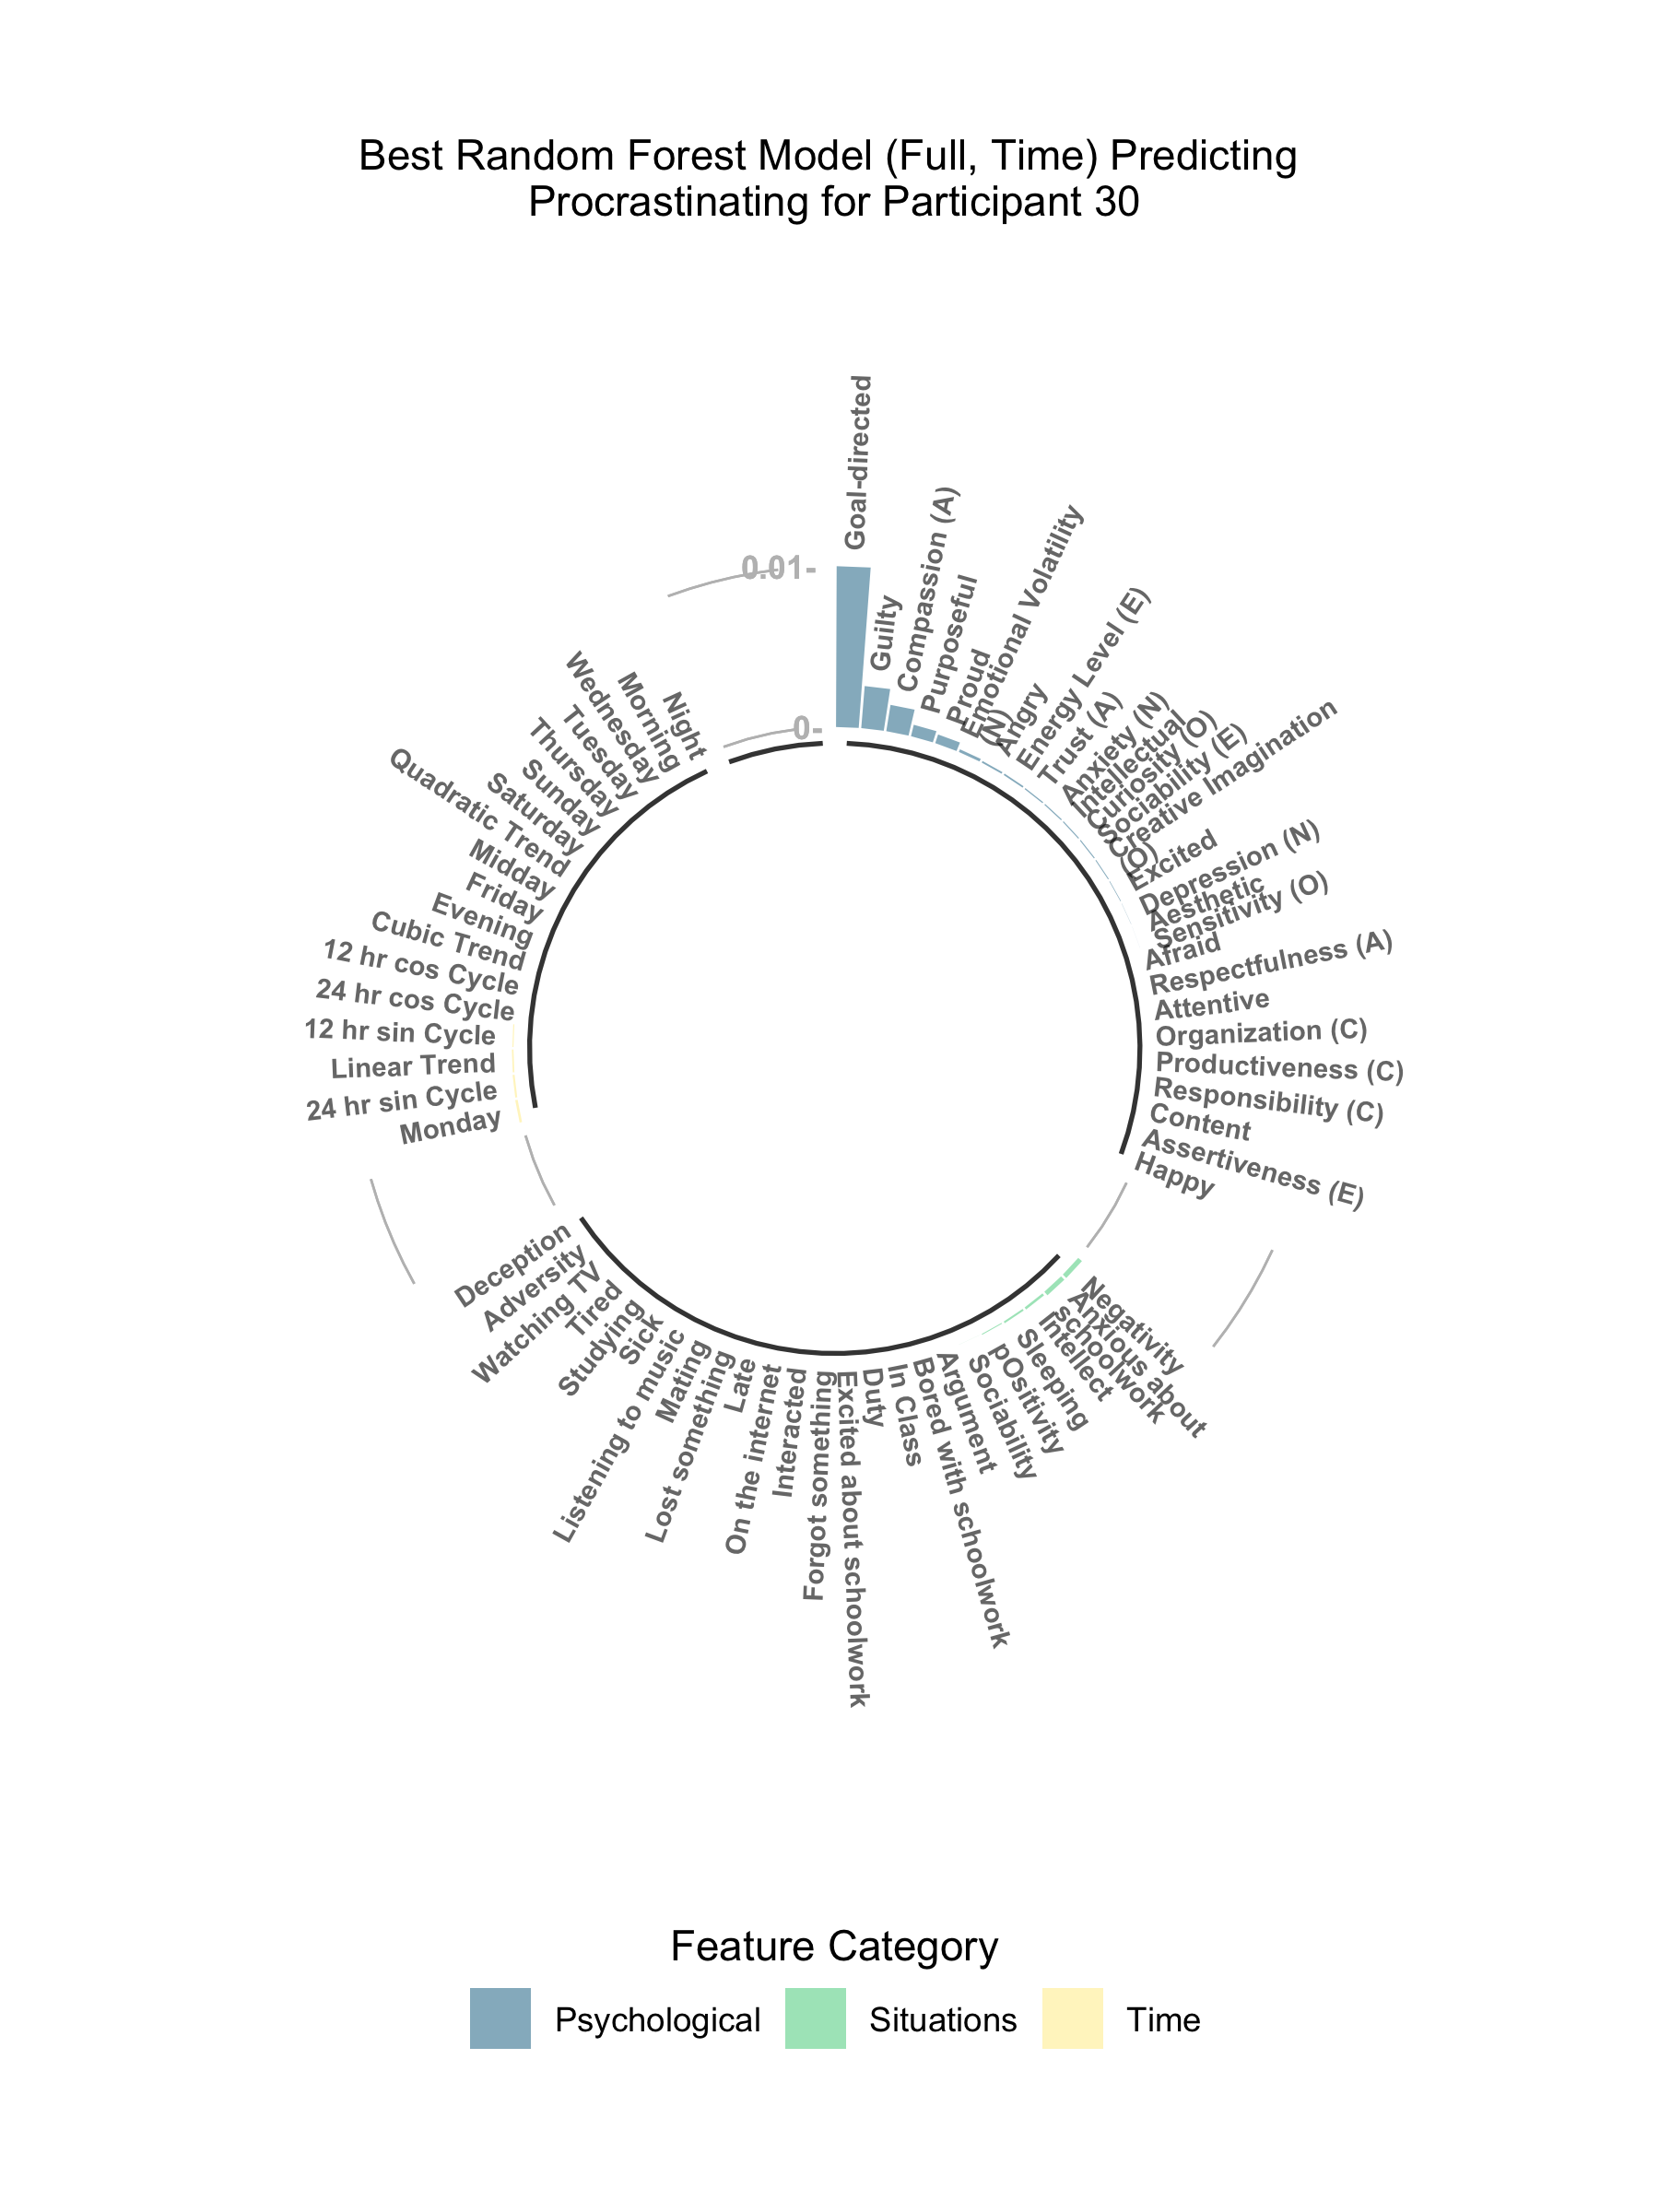 Best Random Forest Model (Full, Time) Predicting
Procrastinating for Participant 30
0.01-
0-
Goal-directed
Guilty
Compassion (A)
Purposeful
Proud
Emotional Volatility
(N)
Angry
Energy Level (E)
Trust (A)
Anxiety (N)
Intellectual
Curiosity (O)
Sociability (E)
Creative Imagination
(O)
Excited
Depression (N)
Aesthetic
Sensitivity (O)
Afraid
Respectfulness (A)
Attentive
Organization (C)
Productiveness (C)
Responsibility (C)
Content
Assertiveness (E)
Happy
Negativity
Anxious about
schoolwork
Intellect
Sleeping
pOsitivity
Sociability
Argument
Bored with schoolwork
In Class
Duty
Excited about schoolwork
Forgot something
Interacted
On the internet
Late
Lost something
Mating
Listening to music
Sick
Studying
Tired
Watching TV
Adversity
Deception
Monday
24 hr sin Cycle
Linear Trend
12 hr sin Cycle
24 hr cos Cycle
12 hr cos Cycle
Cubic Trend
Evening
Friday
Midday
Quadratic Trend
Saturday
Sunday
Thursday
Tuesday
Wednesday
Morning
Night
Feature Category
Psychological
Situations
Time